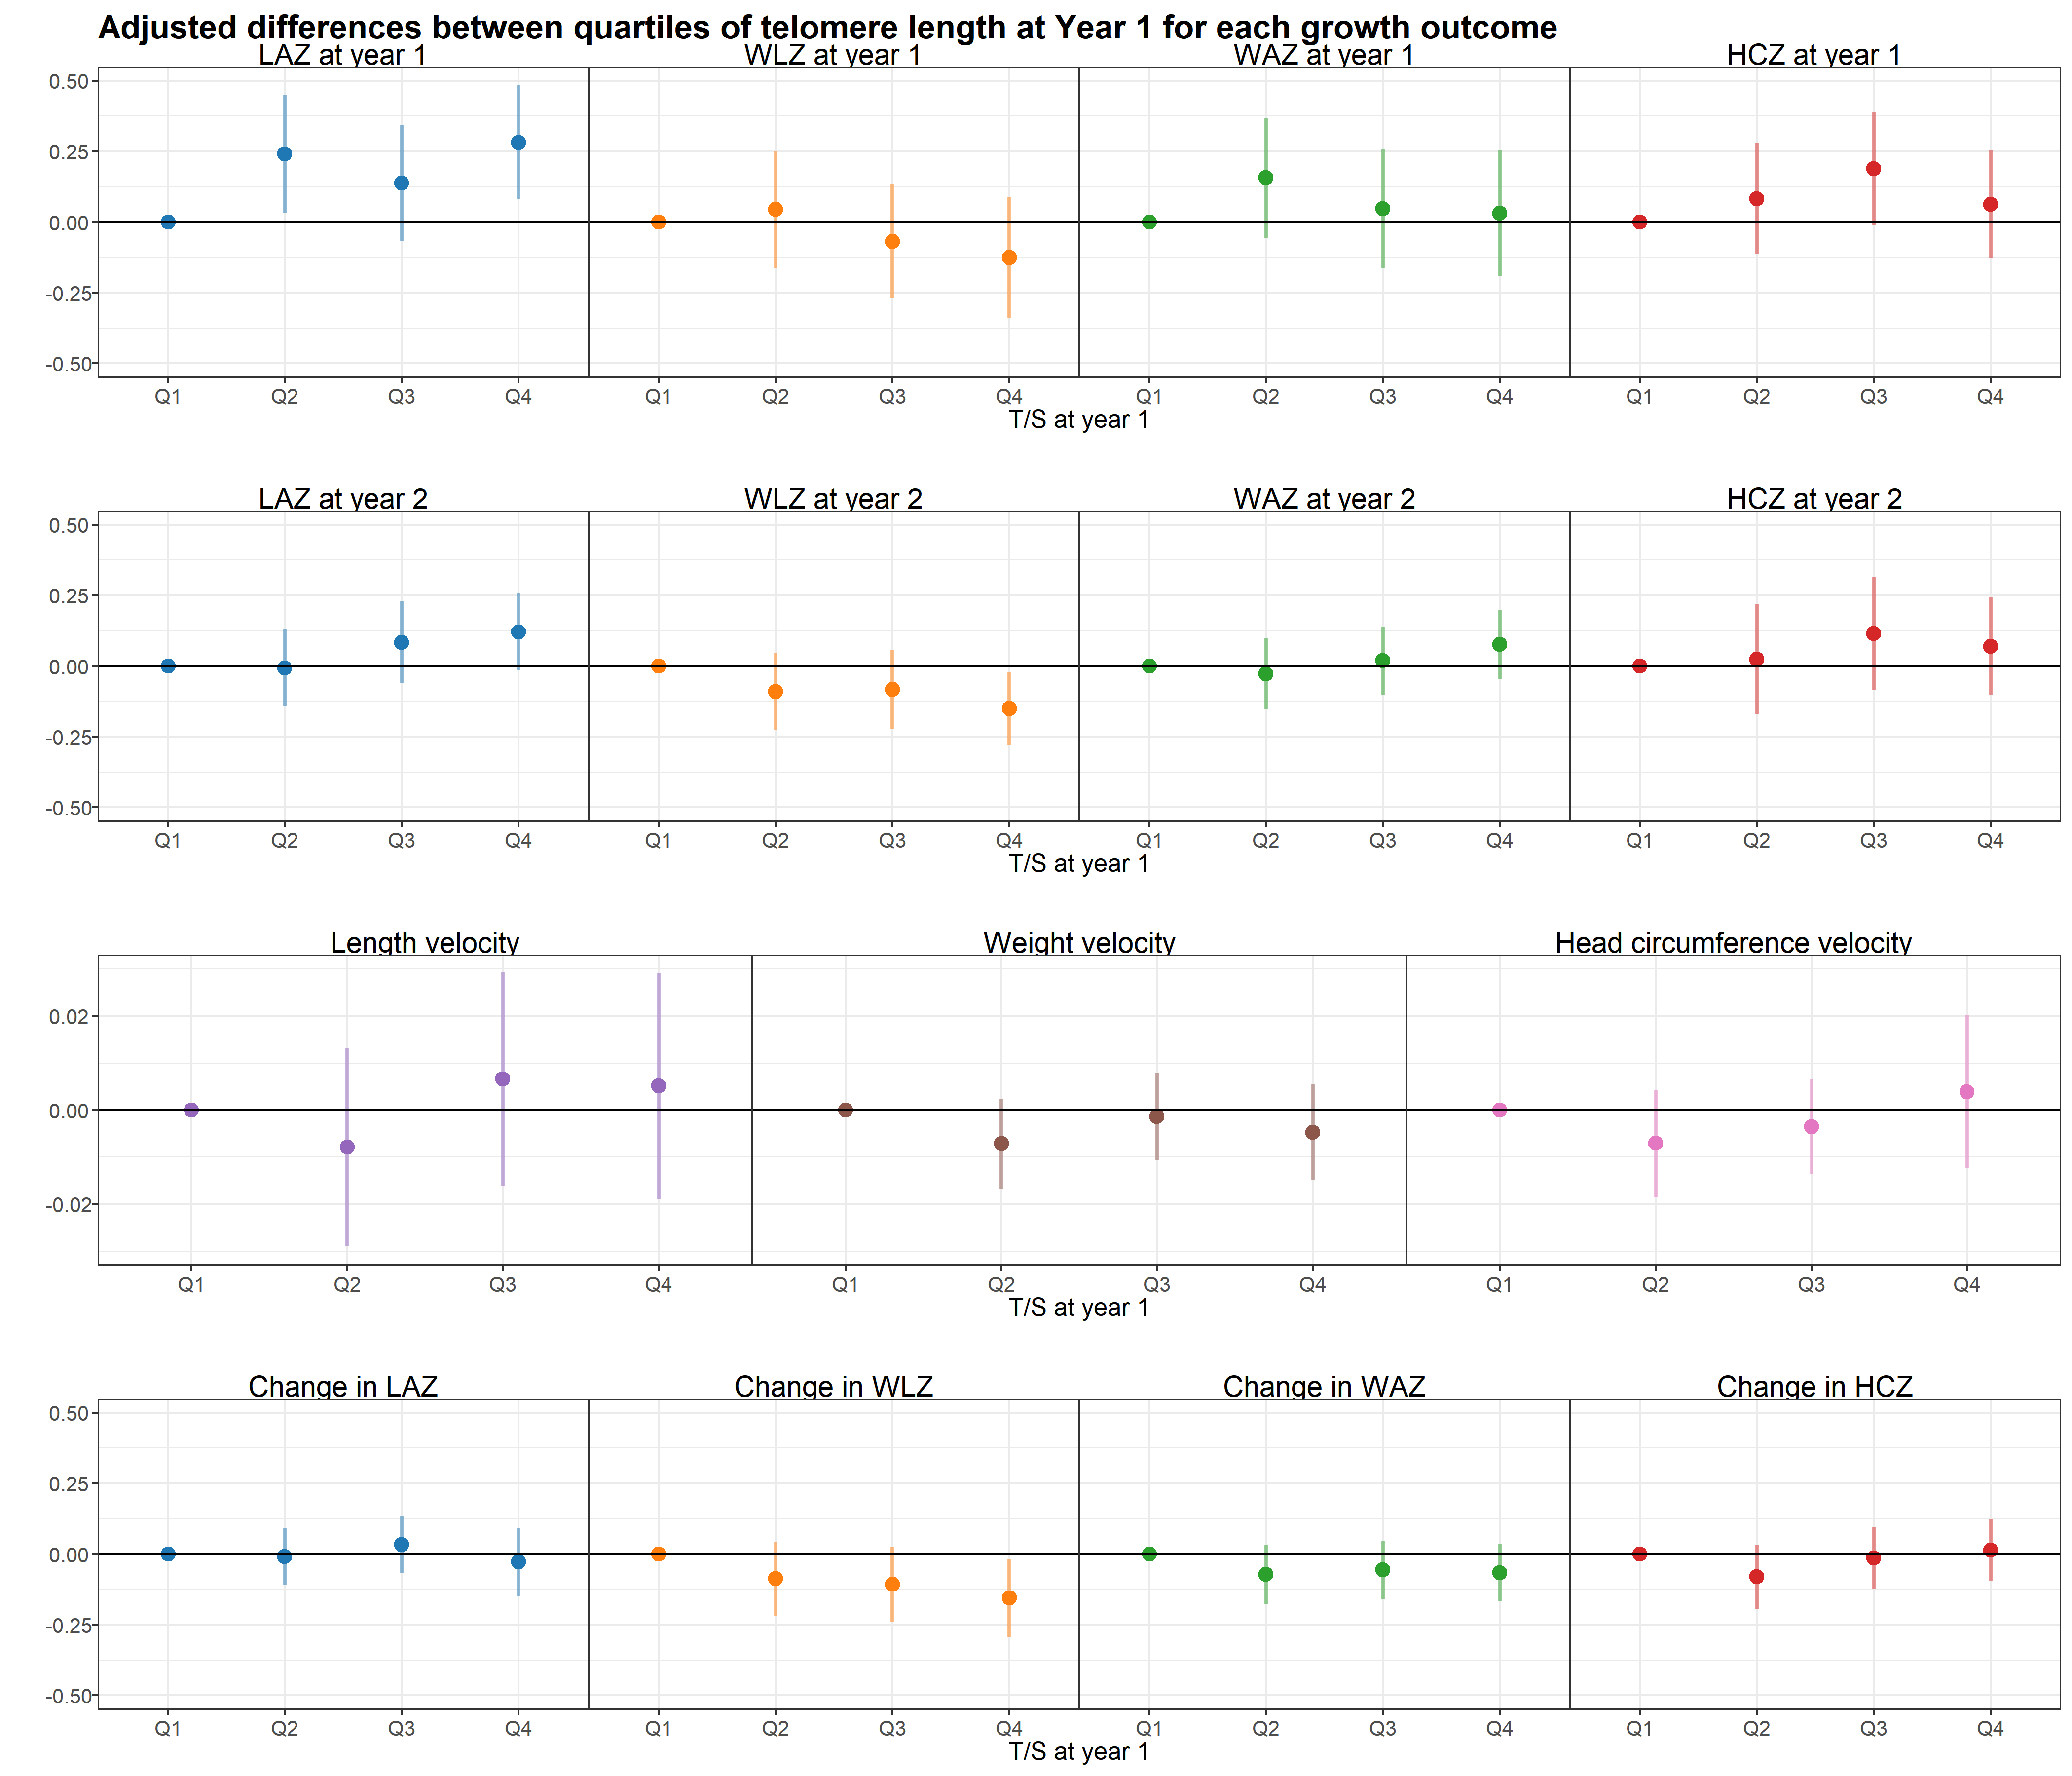 Adjusted differences between quartiles of telomere length at Year 1 for each growth outcome
LAZ at year 1 WLZ at year 1 WAZ at year 1 HCZ at year 1
0.50
0.25
0.00
-0.25
-0.50
Q1 Q2 Q3 Q4 Q1 Q2 Q3 Q4 Q1 Q2 Q3 Q4 Q1 Q2 Q3 Q4
T/S at year 1
LAZ at year 2 WLZ at year 2 WAZ at year 2 HCZ at year 2
0.50
0.25
0.00
-0.25
-0.50
Q1 Q2 Q3 Q4 Q1 Q2 Q3 Q4 Q1 Q2 Q3 Q4 Q1 Q2 Q3 Q4
T/S at year 1
Length velocity Weight velocity Head circumference velocity
0.02
0.00
-0.02
Q1 Q2 Q3 Q4 Q1 Q2 Q3 Q4 Q1 Q2 Q3 Q4
T/S at year 1
Change in LAZ Change in WLZ Change in WAZ Change in HCZ
0.50
0.25
0.00
-0.25
-0.50
Q1 Q2 Q3 Q4 Q1 Q2 Q3 Q4 Q1 Q2 Q3 Q4 Q1 Q2 Q3 Q4
T/S at year 1